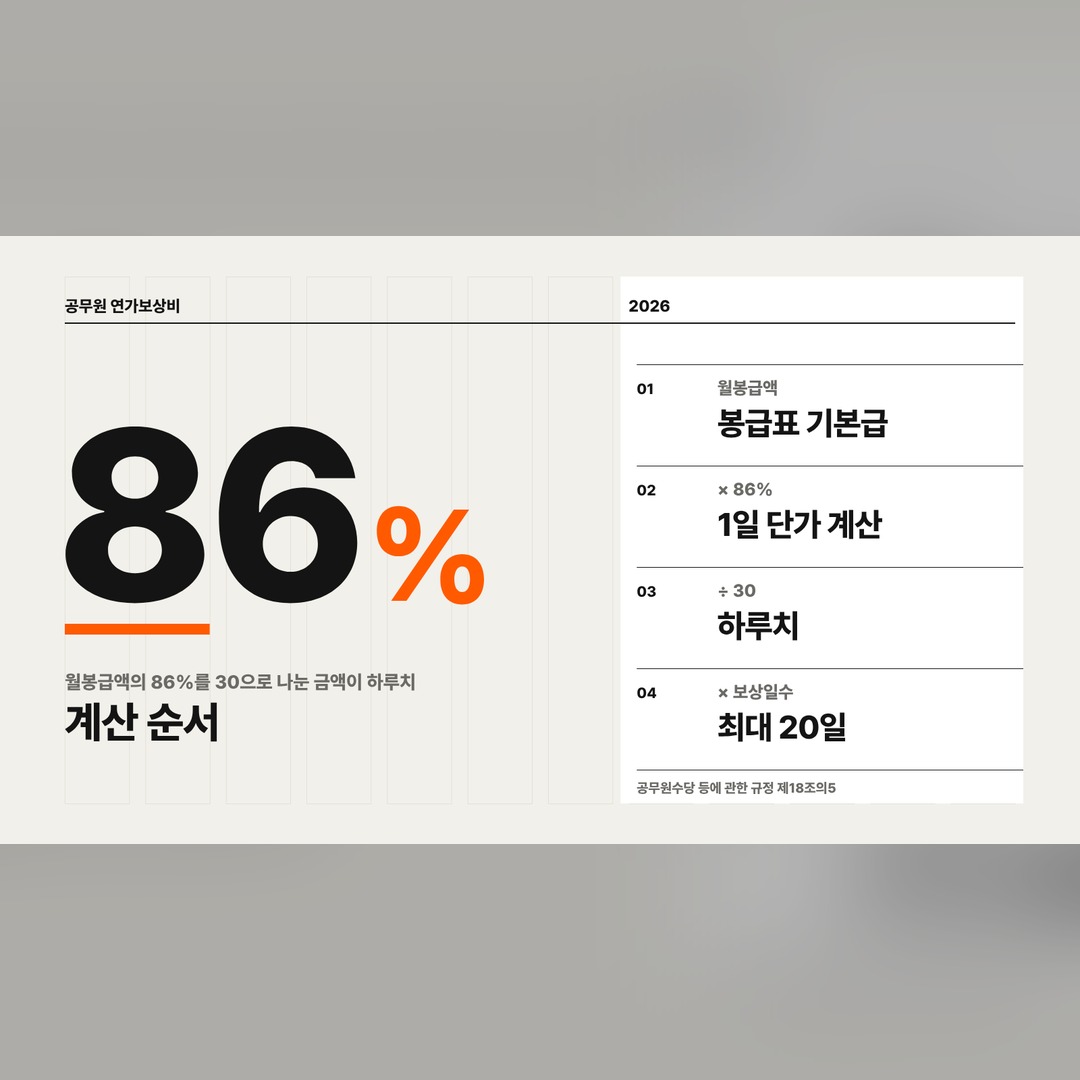 공무원 연가보상비
2026
86%
월봉급액의 86%를 30으로 나눈 금액이 하루치
계산 순서
01
월봉급액
봉급표 기본급
02
× 86%
1일 단가 계산
03
÷ 30
하루치
04
× 보상일수
최대 20일
공무원수당 등에 관한 규정 제18조의5